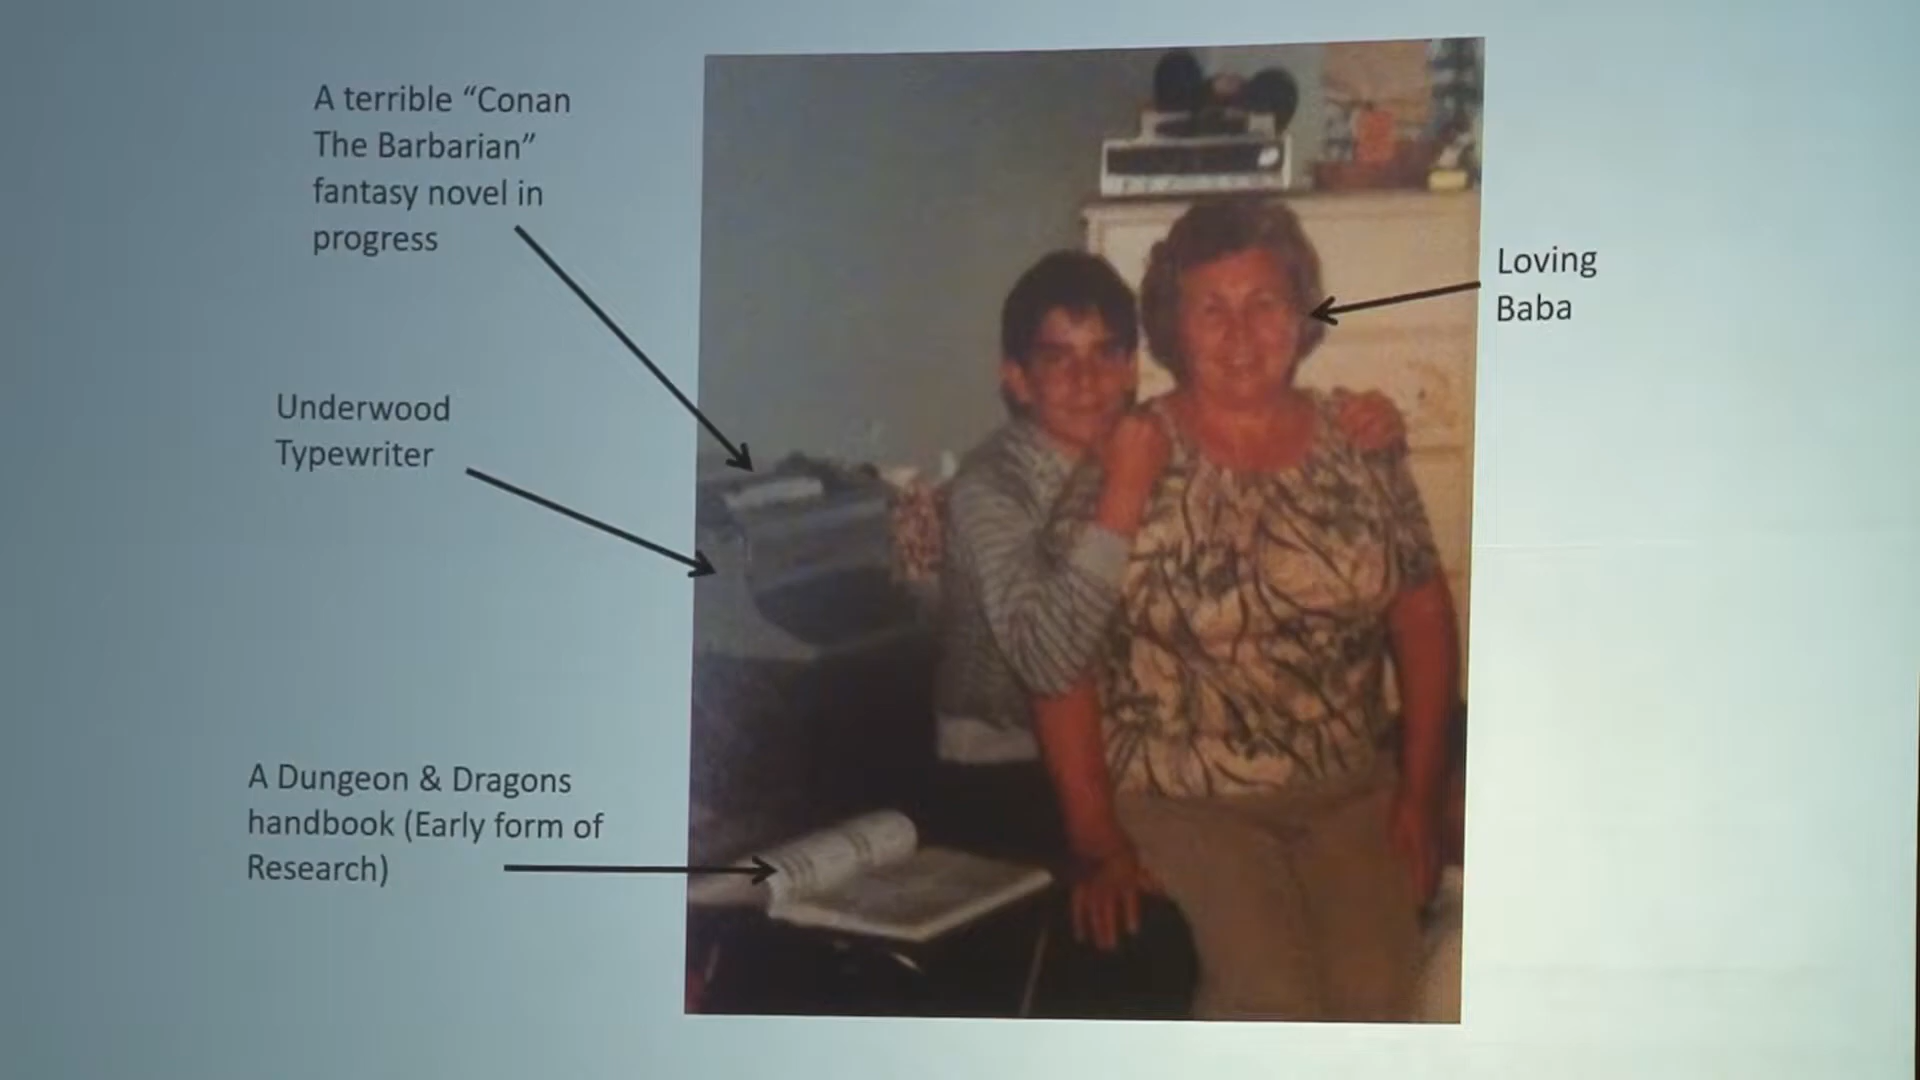 A terrible “Conan
The Barbarian”
fantasy novel in
progress
Loving
Baba
Underwood
Typewriter
A Dungeon & Dragons
handbook (Early form of
Research)